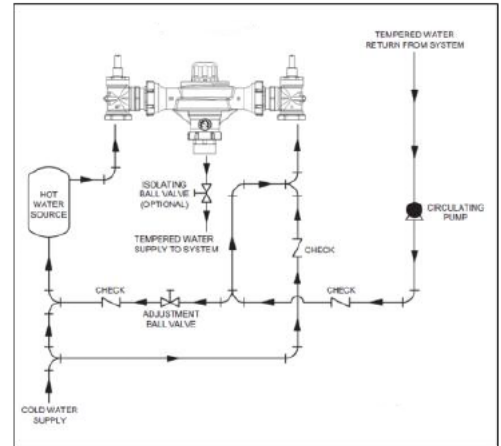 TEMPERED WATER
RETURN FROM SYSTEM
HOT
WATER
SOURCE
ISOLATING
BALL VALVE
(OPTIONAL)
TEMPERED WATER
SUPPLY TO SYSTEM
CIRCULATING
PUMP
CHECK
CHECK
CHECK
ADJUSTMENT
BALL VALVE
COLD WATER
SUPPLY